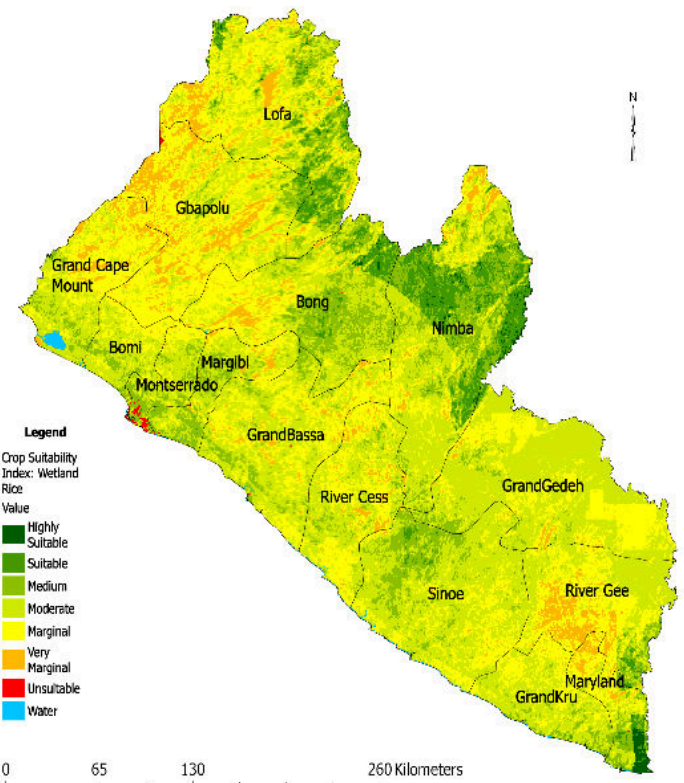 N
Lofa
Gbapolu
Grand Cape
Mount
Bong
Nimba
Bomi
Margibi
Montserrado
GrandBassa
River Cess
GrandGedeh
Sinoe
River Gee
Maryland
GrandKru
Legend
Crop Suitability
Index: Wetland
Rice
Value
Highly
Suitable
Suitable
Medium
Moderate
Marginal
Very
Marginal
Unsultable
Water
0 65 130 260 Kilometers